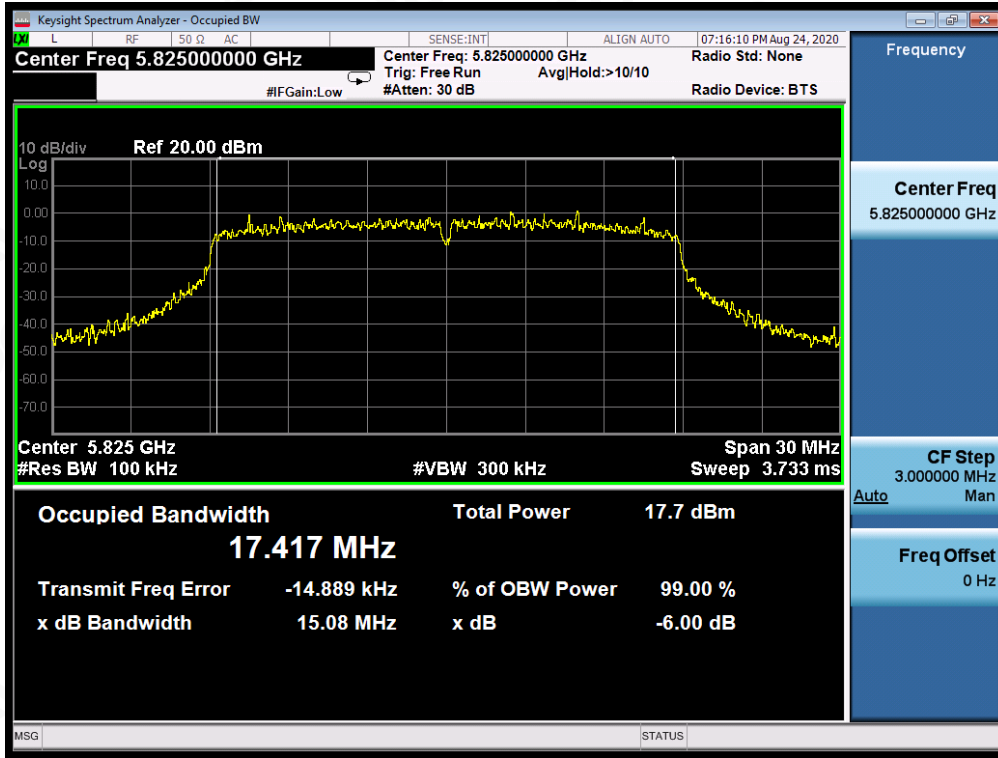 Keysight Spectrum Analyzer - Occupied BW
LXI L RF 50 Ω AC SENSE:INT ALIGN AUTO 07:16:10 PM Aug 24, 2020
Center Freq 5.825000000 GHz
Center Freq: 5.825000000 GHz
Radio Std: None
Trig: Free Run Avg|Hold:>10/10
#IFGain:Low
#Atten: 30 dB
Radio Device: BTS
10 dB/div Ref 20.00 dBm
Log
10.0
0.00
-10.0
-20.0
-30.0
-40.0
-50.0
-60.0
-70.0
Center 5.825 GHz Span 30 MHz
#Res BW 100 kHz #VBW 300 kHz Sweep 3.733 ms
Occupied Bandwidth Total Power 17.7 dBm
17.417 MHz
Transmit Freq Error -14.889 kHz % of OBW Power 99.00 %
x dB Bandwidth 15.08 MHz x dB -6.00 dB
Frequency
Center Freq
5.825000000 GHz
CF Step
3.000000 MHz
Auto Man
Freq Offset
0 Hz
MSG STATUS